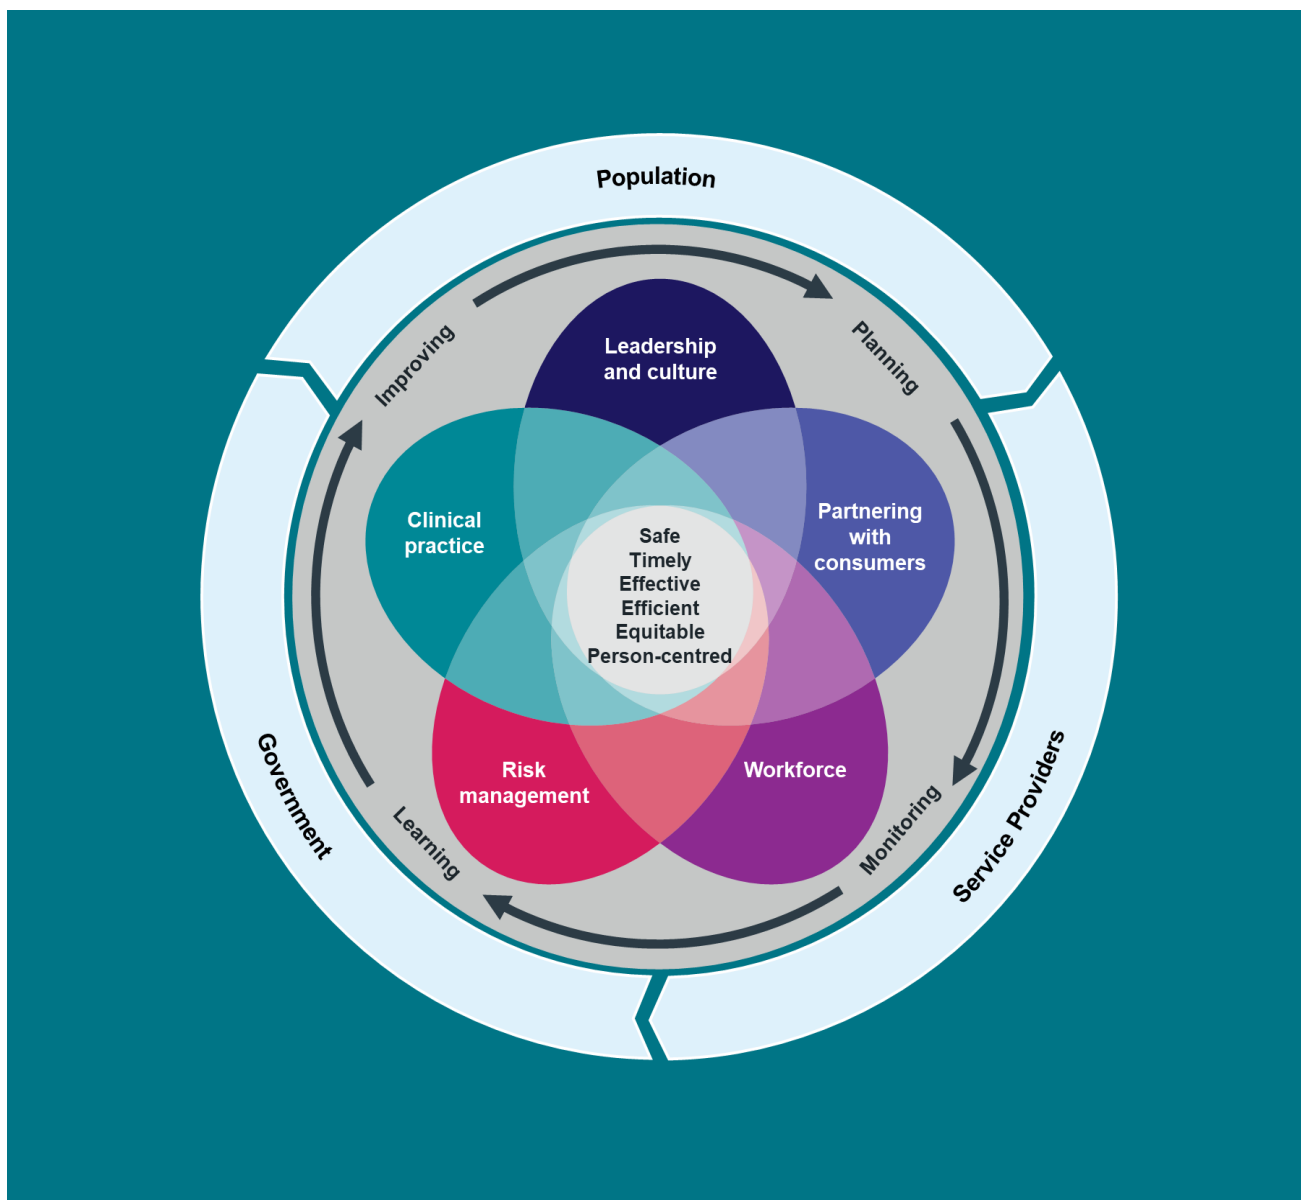 Population
Improving
Planning
Leadership
and culture
Clinical
practice
Partnering
with
consumers
Safe
Timely
Effective
Efficient
Equitable
Person-centred
Risk
management
Workforce
Government
Learning
Monitoring
Service Providers